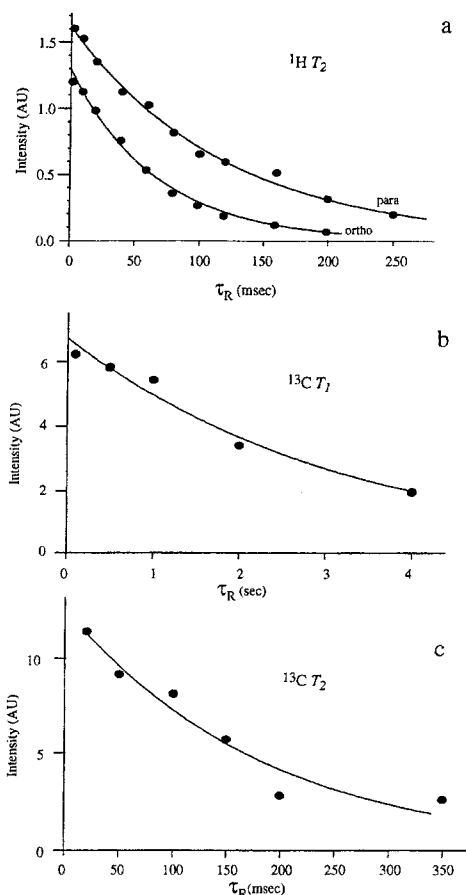 a
¹H T₂
Intensity (AU)
1.5
1.0
0.5
0.0
para
ortho
0 50 100 150 200 250
τR (msec)
b
¹³C T₁
Intensity (AU)
6
4
2
0
0 1 2 3 4
τR (sec)
c
¹³C T₂
Intensity (AU)
10
5
0
0 50 100 150 200 250 300 350
τR(msec)